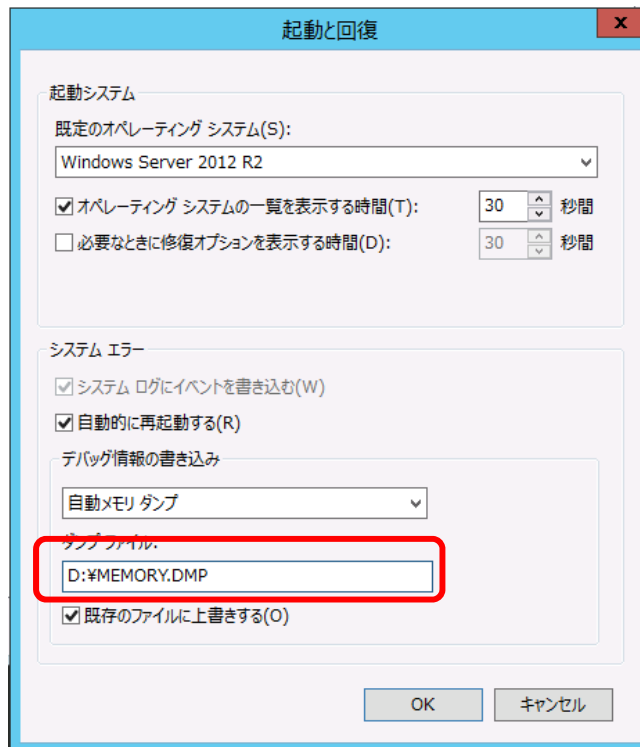 起動と回復
x
起動システム
既定のオペレーティング システム(S):
Windows Server 2012 R2
オペレーティング システムの一覧を表示する時間(T): 30 秒間
必要なときに修復オプションを表示する時間(D): 30 秒間
システム エラー
システム ログにイベントを書き込む(W)
自動的に再起動する(R)
デバッグ情報の書き込み
自動メモリ ダンプ
ダンプ ファイル:
D:¥MEMORY.DMP
既存のファイルに上書きする(O)
OK キャンセル